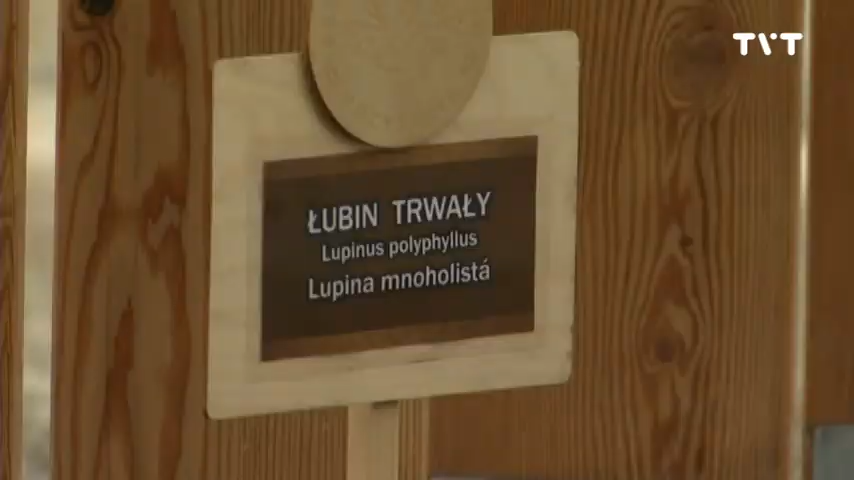 TVT
ŁUBIN TRWAŁY
Lupinus polyphyllus
Lupina mnoholistá